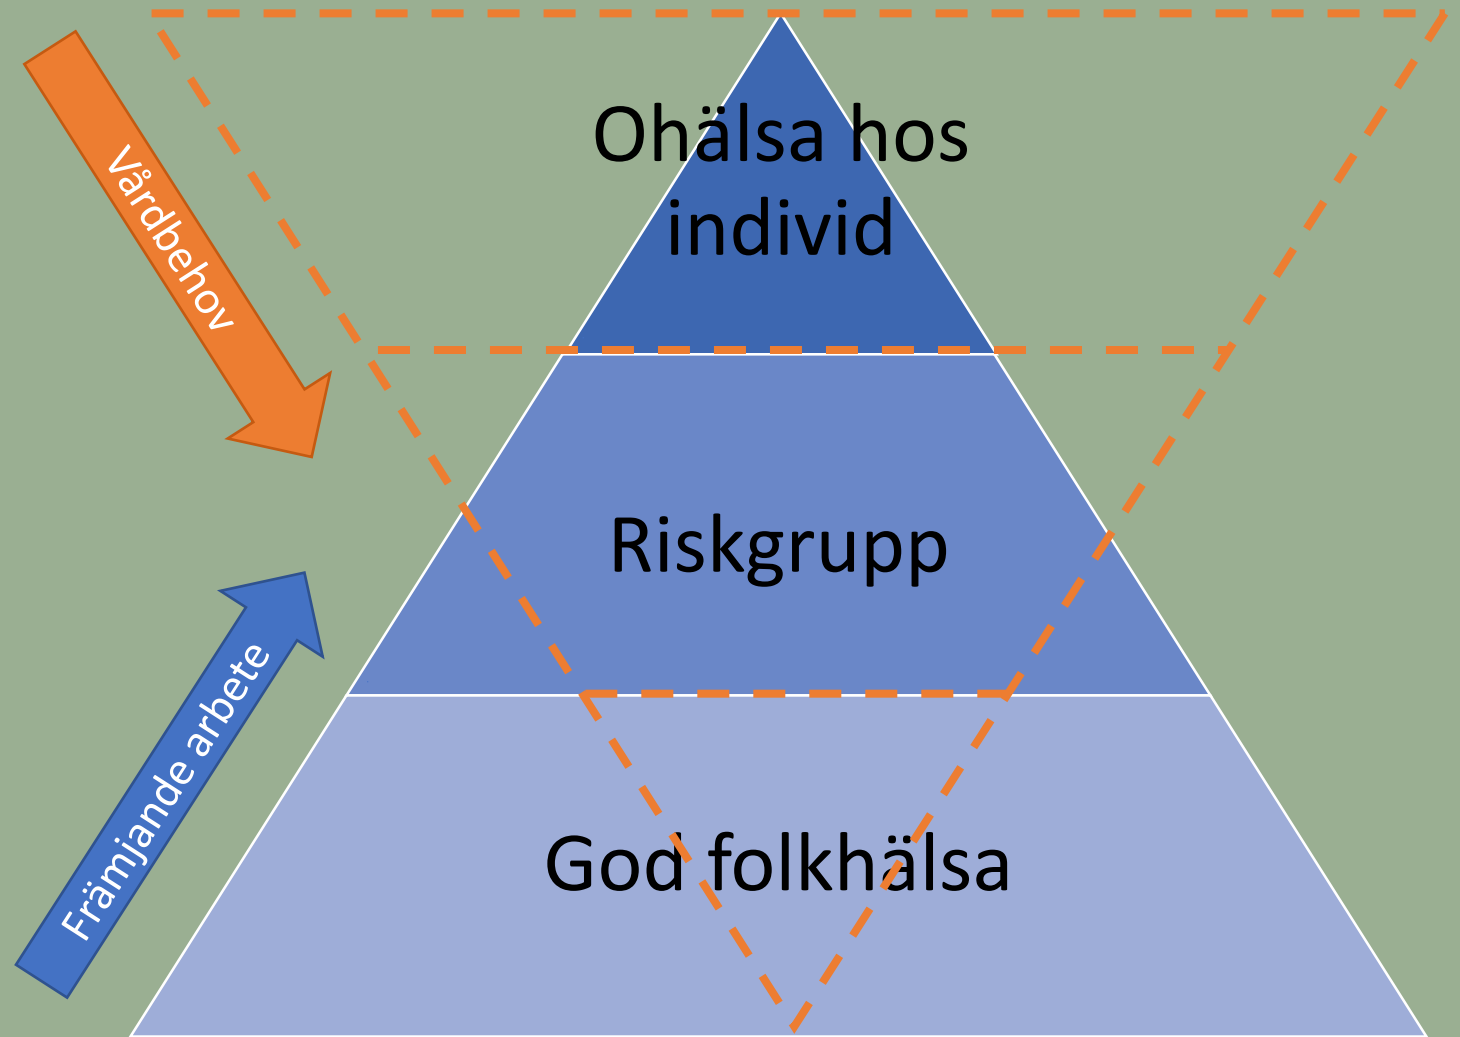 Ohälsa hos
individ
Vårdbehov
Riskgrupp
Främjande arbete
God folkhälsa